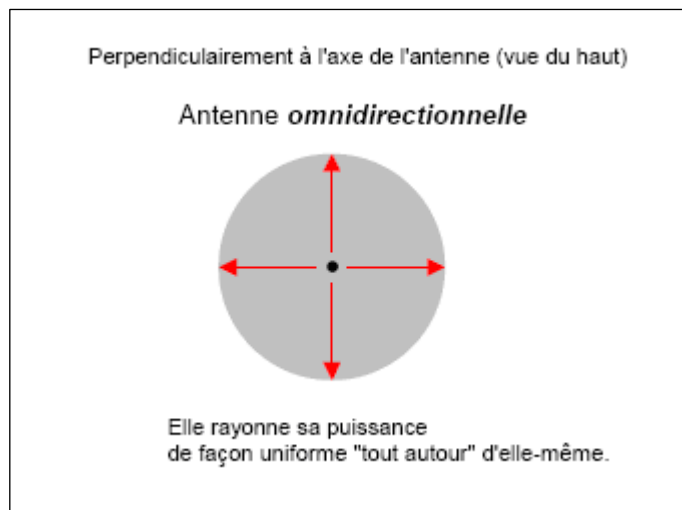 Perpendiculairement à l'axe de l'antenne (vue du haut)
Antenne omnidirectionnelle
Elle rayonne sa puissance
de façon uniforme "tout autour" d'elle-même.